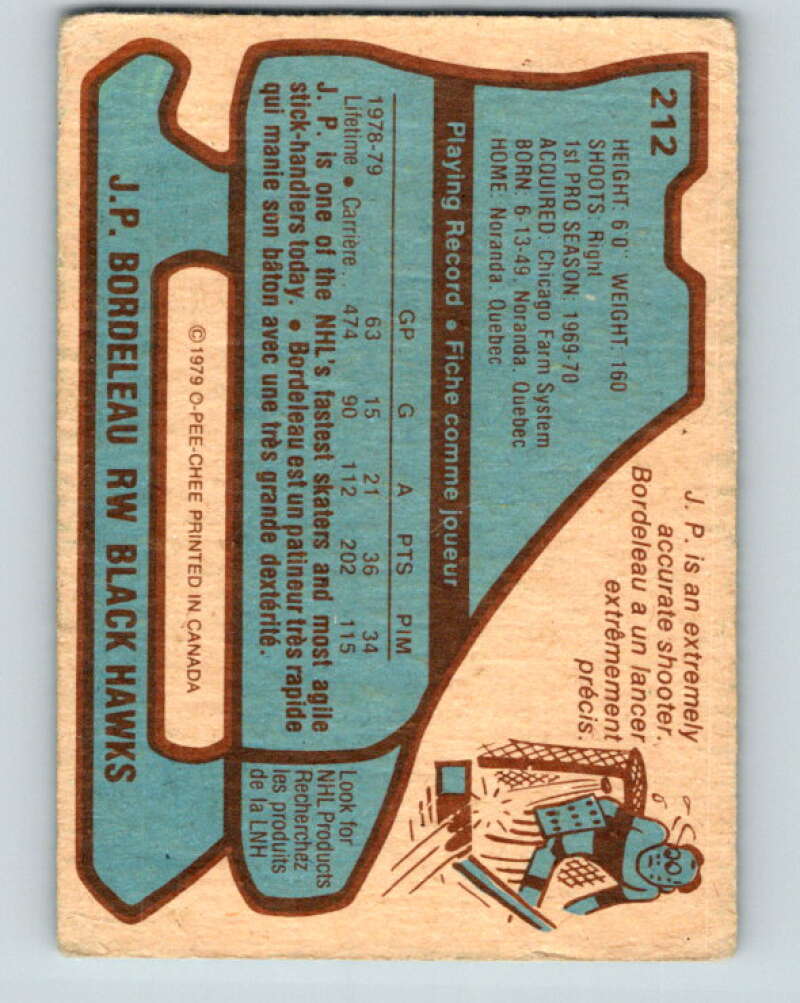 212
HEIGHT: 6'0" WEIGHT: 160
SHOOTS: Right
1st PRO SEASON: 1969-70
ACQUIRED: Chicago Farm System
BORN: 6-13-49, Noranda, Quebec
HOME: Noranda, Quebec
J. P. is an extremely
accurate shooter.
Bordeleau a un lancer
extrêmement
précis.
Playing Record • Fiche comme joueur
GP G A PTS PIM
1978-79 63 15 21 36 34
Lifetime • Carrière .. 474 90 112 202 115
J. P. is one of the NHL's fastest skaters and most agile
stick-handlers today. • Bordeleau est un patineur très rapide
qui manie son bâton avec une très grande dextérité.
Look for
NHL Products
Recherchez
les produits
de la LNH
©1979 O-PEE-CHEE PRINTED IN CANADA
J.P. BORDELEAU RW BLACK HAWKS